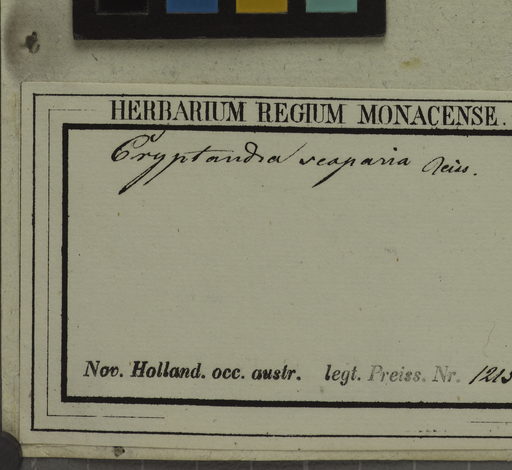 HERBARIUM REGIUM MONACENSE.
Cryptandra scoparia Reiss.
Nov. Holland. occ. austr. legt. Preiss. Nr. 1215